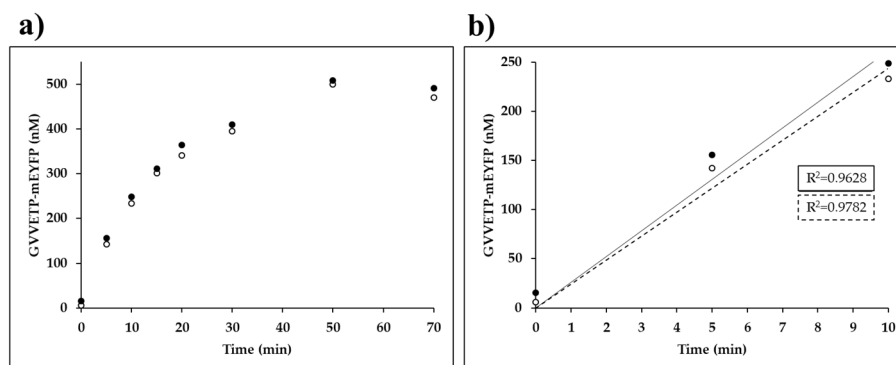 a)
GVVETP-mEYFP (nM)
500
400
300
200
100
0
0 10 20 30 40 50 60 70
Time (min)
b)
GVVETP-mEYFP (nM)
250
200
150
100
50
0
R²=0.9628
R²=0.9782
0 1 2 3 4 5 6 7 8 9 10
Time (min)